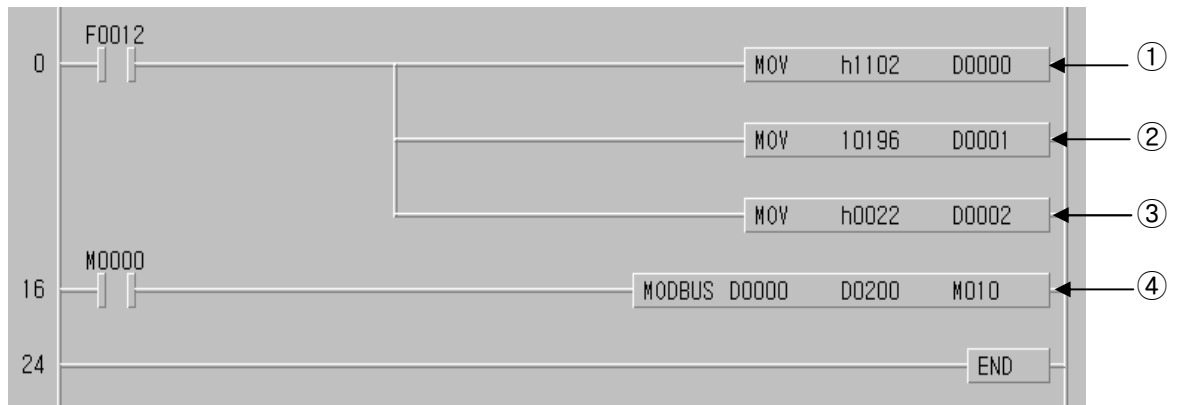 F0012
0 MOV h1102 D0000 ①
MOV 10196 D0001 ②
MOV h0022 D0002 ③
M0000
16 MODBUS D0000 D0200 M010 ④
24 END